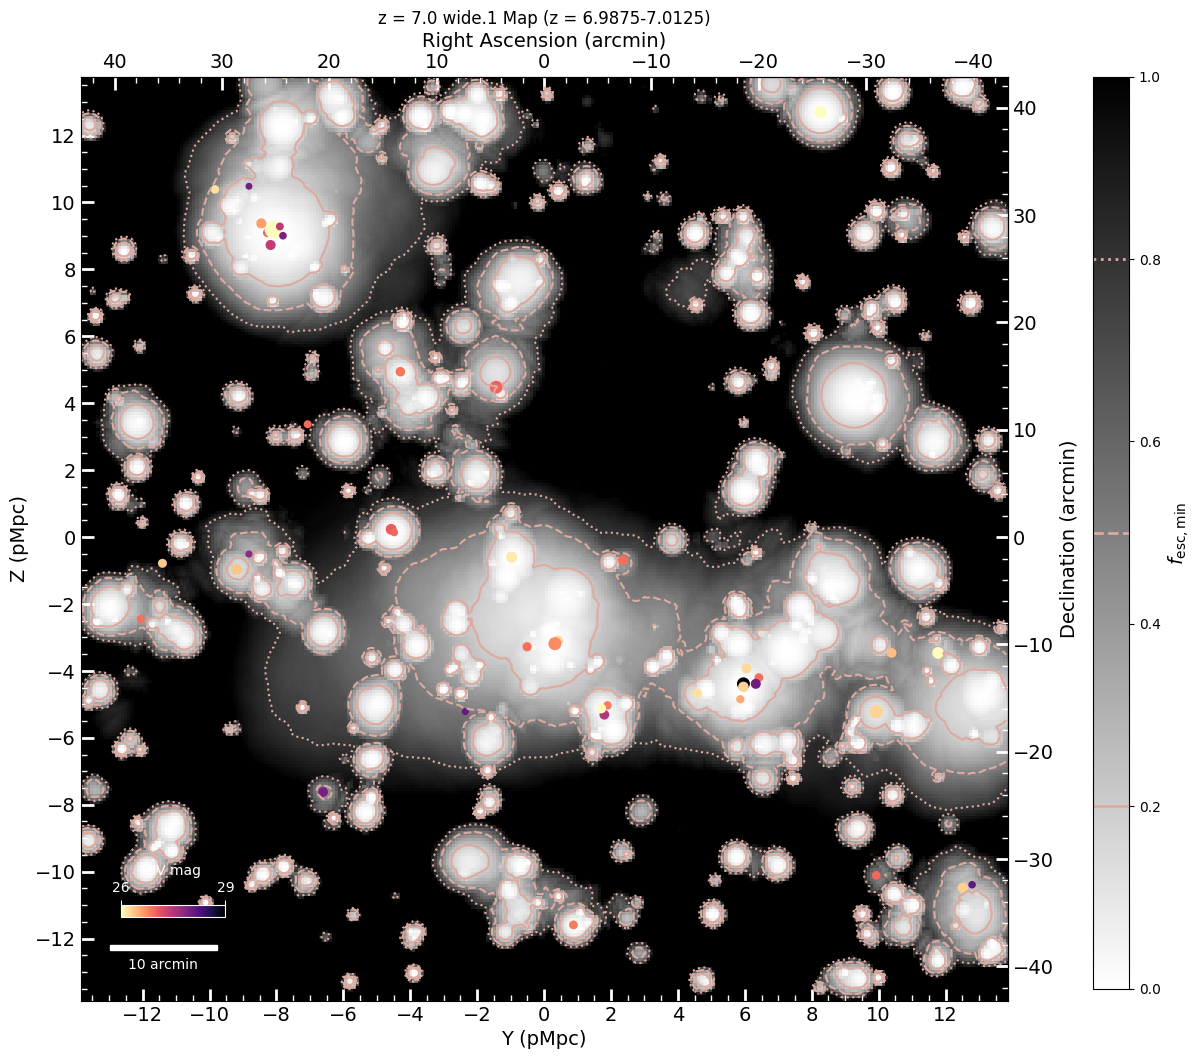 z = 7.0 wide.1 Map (z = 6.9875-7.0125)
Right Ascension (arcmin)
40 30 20 10 0 −10 −20 −30 −40
12
10
8
6
4
2
0
−2
−4
−6
−8
−10
−12
Z (pMpc)
40
30
20
10
0
−10
−20
−30
−40
Declination (arcmin)
UV mag
26 29
10 arcmin
−12 −10 −8 −6 −4 −2 0 2 4 6 8 10 12
Y (pMpc)
1.0
0.8
0.6
0.4
0.2
0.0
fesc,min